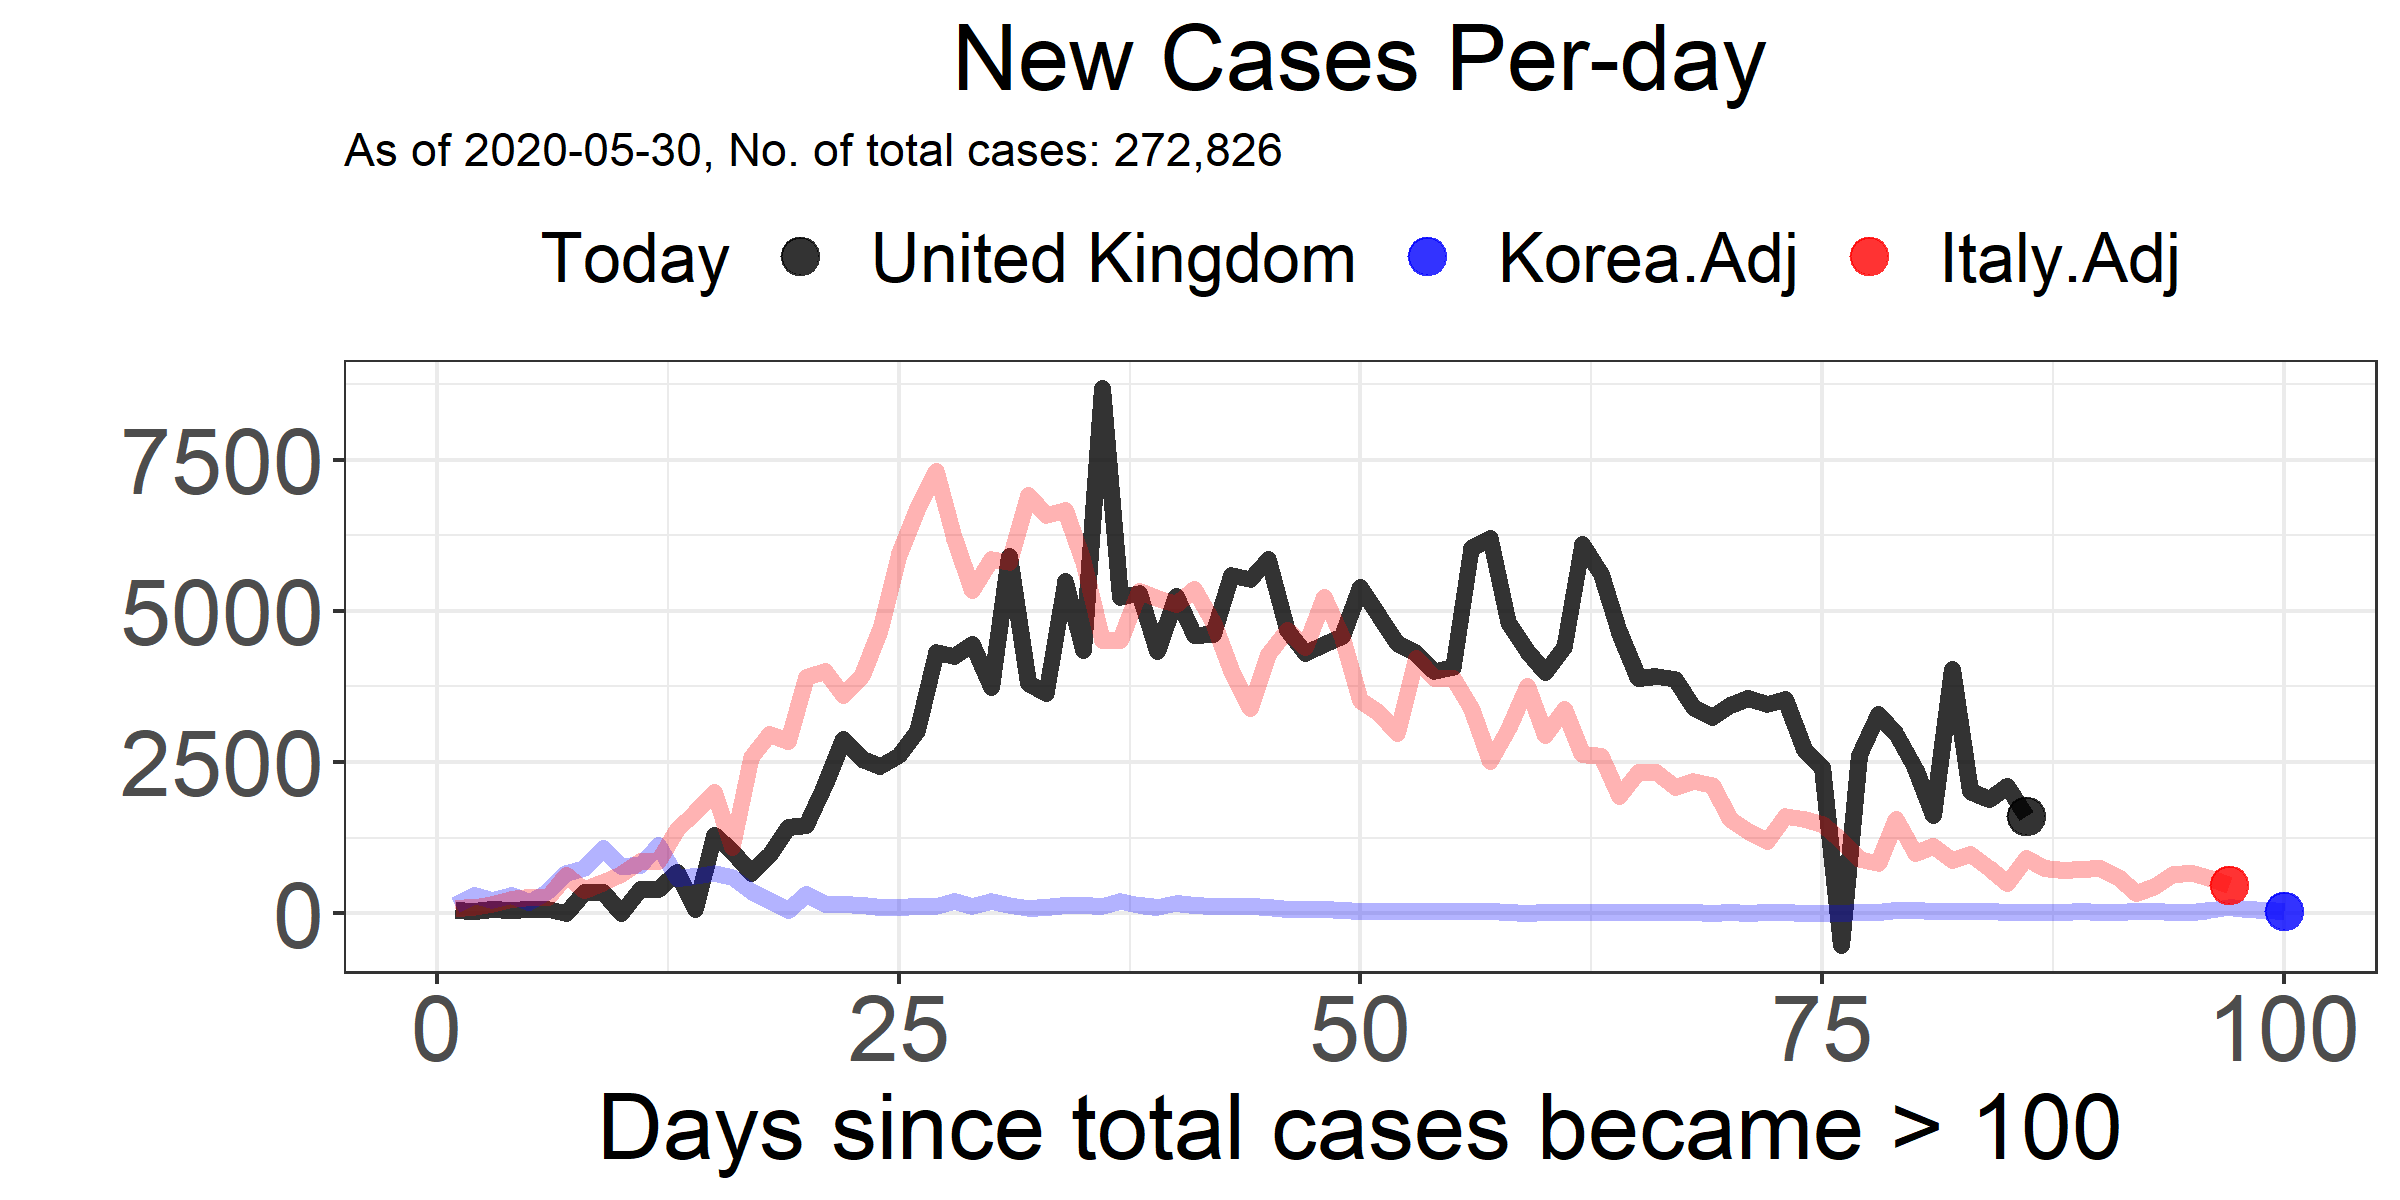 New Cases Per-day
As of 2020-05-30, No. of total cases: 272,826
Today United Kingdom Korea.Adj Italy.Adj
7500
5000
2500
0
0 25 50 75 100
Days since total cases became > 100